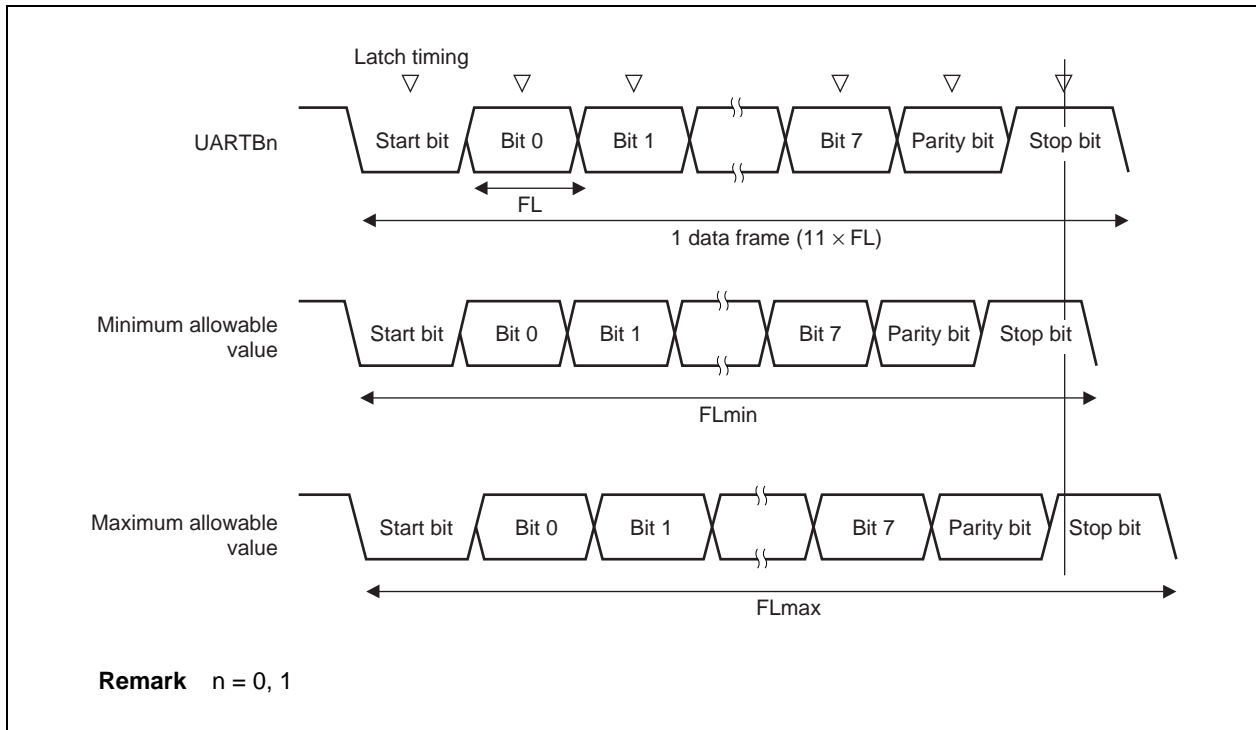 Latch timing
UARTBn
Start bit
Bit 0
Bit 1
Bit 7
Parity bit
Stop bit
FL
1 data frame (11 × FL)
Minimum allowable
value
Start bit
Bit 0
Bit 1
Bit 7
Parity bit
Stop bit
FLmin
Maximum allowable
value
Start bit
Bit 0
Bit 1
Bit 7
Parity bit
Stop bit
FLmax
Remark n = 0, 1